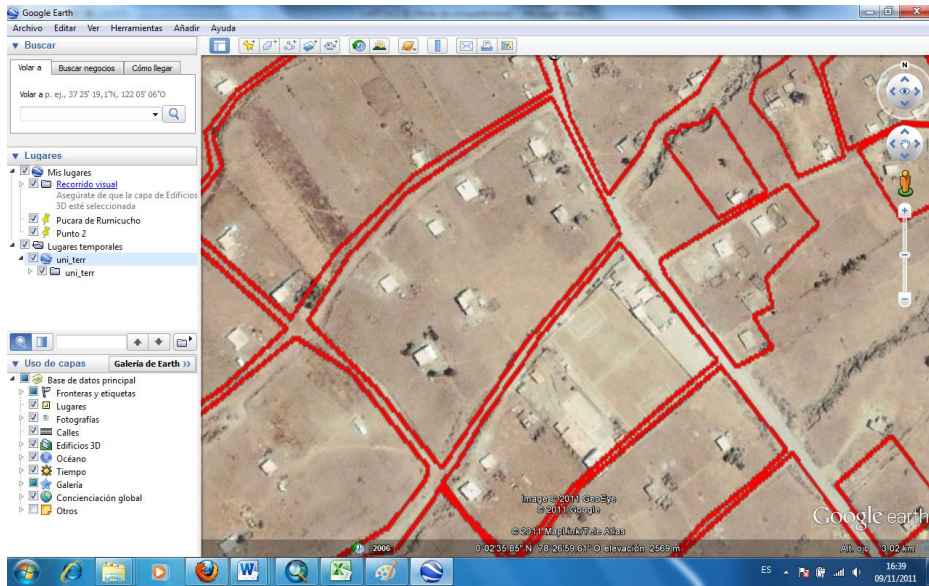 Google Earth
Archivo Editar Ver Herramientas Añadir Ayuda
Buscar
Volar a Buscar negocios Cómo llegar
Volar a p. ej., 37 25' 19,1"N, 122 05' 06"O
Lugares
Mis lugares
Recorrido visual
Asegúrate de que la capa de Edificios
3D esté seleccionada
Pucara de Rumicucho
Punto 2
Lugares temporales
uni_terr
uni_terr
Uso de capas Galería de Earth >>
Base de datos principal
Fronteras y etiquetas
Lugares
Fotografías
Calles
Edificios 3D
Océano
Tiempo
Galería
Concienciación global
Otros
N
Image © 2011 GeoEye
© 2011 Google
© 2011 MapLink/Tele Atlas
Google earth
2006
0°02'35.85" N 78°26'59.61" O elevación 2569 m
Alt. ojo 3.02 km
ES
16:39
09/11/2011